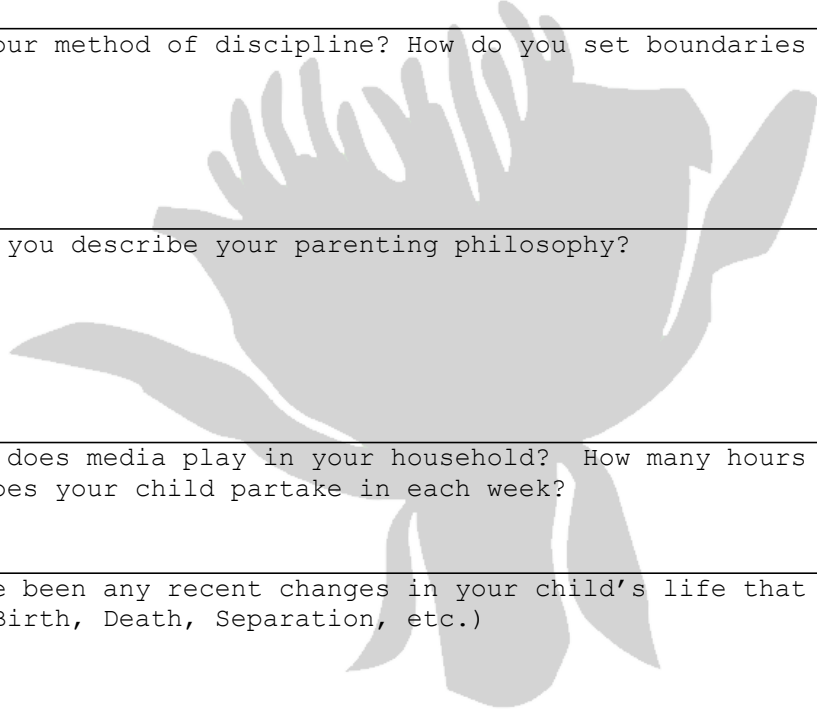 our method of discipline? How do you set boundaries
you describe your parenting philosophy?
does media play in your household?  How many hours
oes your child partake in each week?
e been any recent changes in your child’s life that
Birth, Death, Separation, etc.)